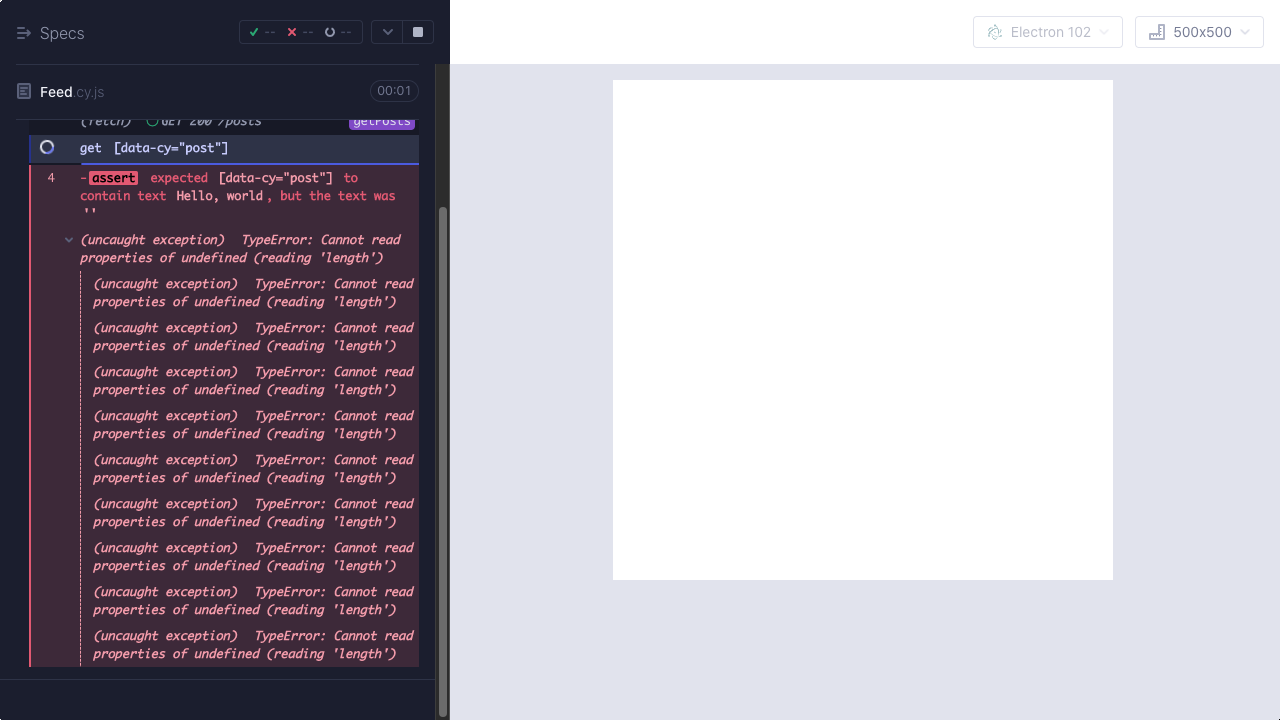 Specs
-- -- --
Electron 102
500x500
Feed.cy.js
00:01
(fetch) GET 200 /posts
getPosts
get [data-cy="post"]
4 -assert expected [data-cy="post"] to
contain text Hello, world, but the text was
''
(uncaught exception) TypeError: Cannot read
properties of undefined (reading 'length')
(uncaught exception) TypeError: Cannot read
properties of undefined (reading 'length')
(uncaught exception) TypeError: Cannot read
properties of undefined (reading 'length')
(uncaught exception) TypeError: Cannot read
properties of undefined (reading 'length')
(uncaught exception) TypeError: Cannot read
properties of undefined (reading 'length')
(uncaught exception) TypeError: Cannot read
properties of undefined (reading 'length')
(uncaught exception) TypeError: Cannot read
properties of undefined (reading 'length')
(uncaught exception) TypeError: Cannot read
properties of undefined (reading 'length')
(uncaught exception) TypeError: Cannot read
properties of undefined (reading 'length')
(uncaught exception) TypeError: Cannot read
properties of undefined (reading 'length')